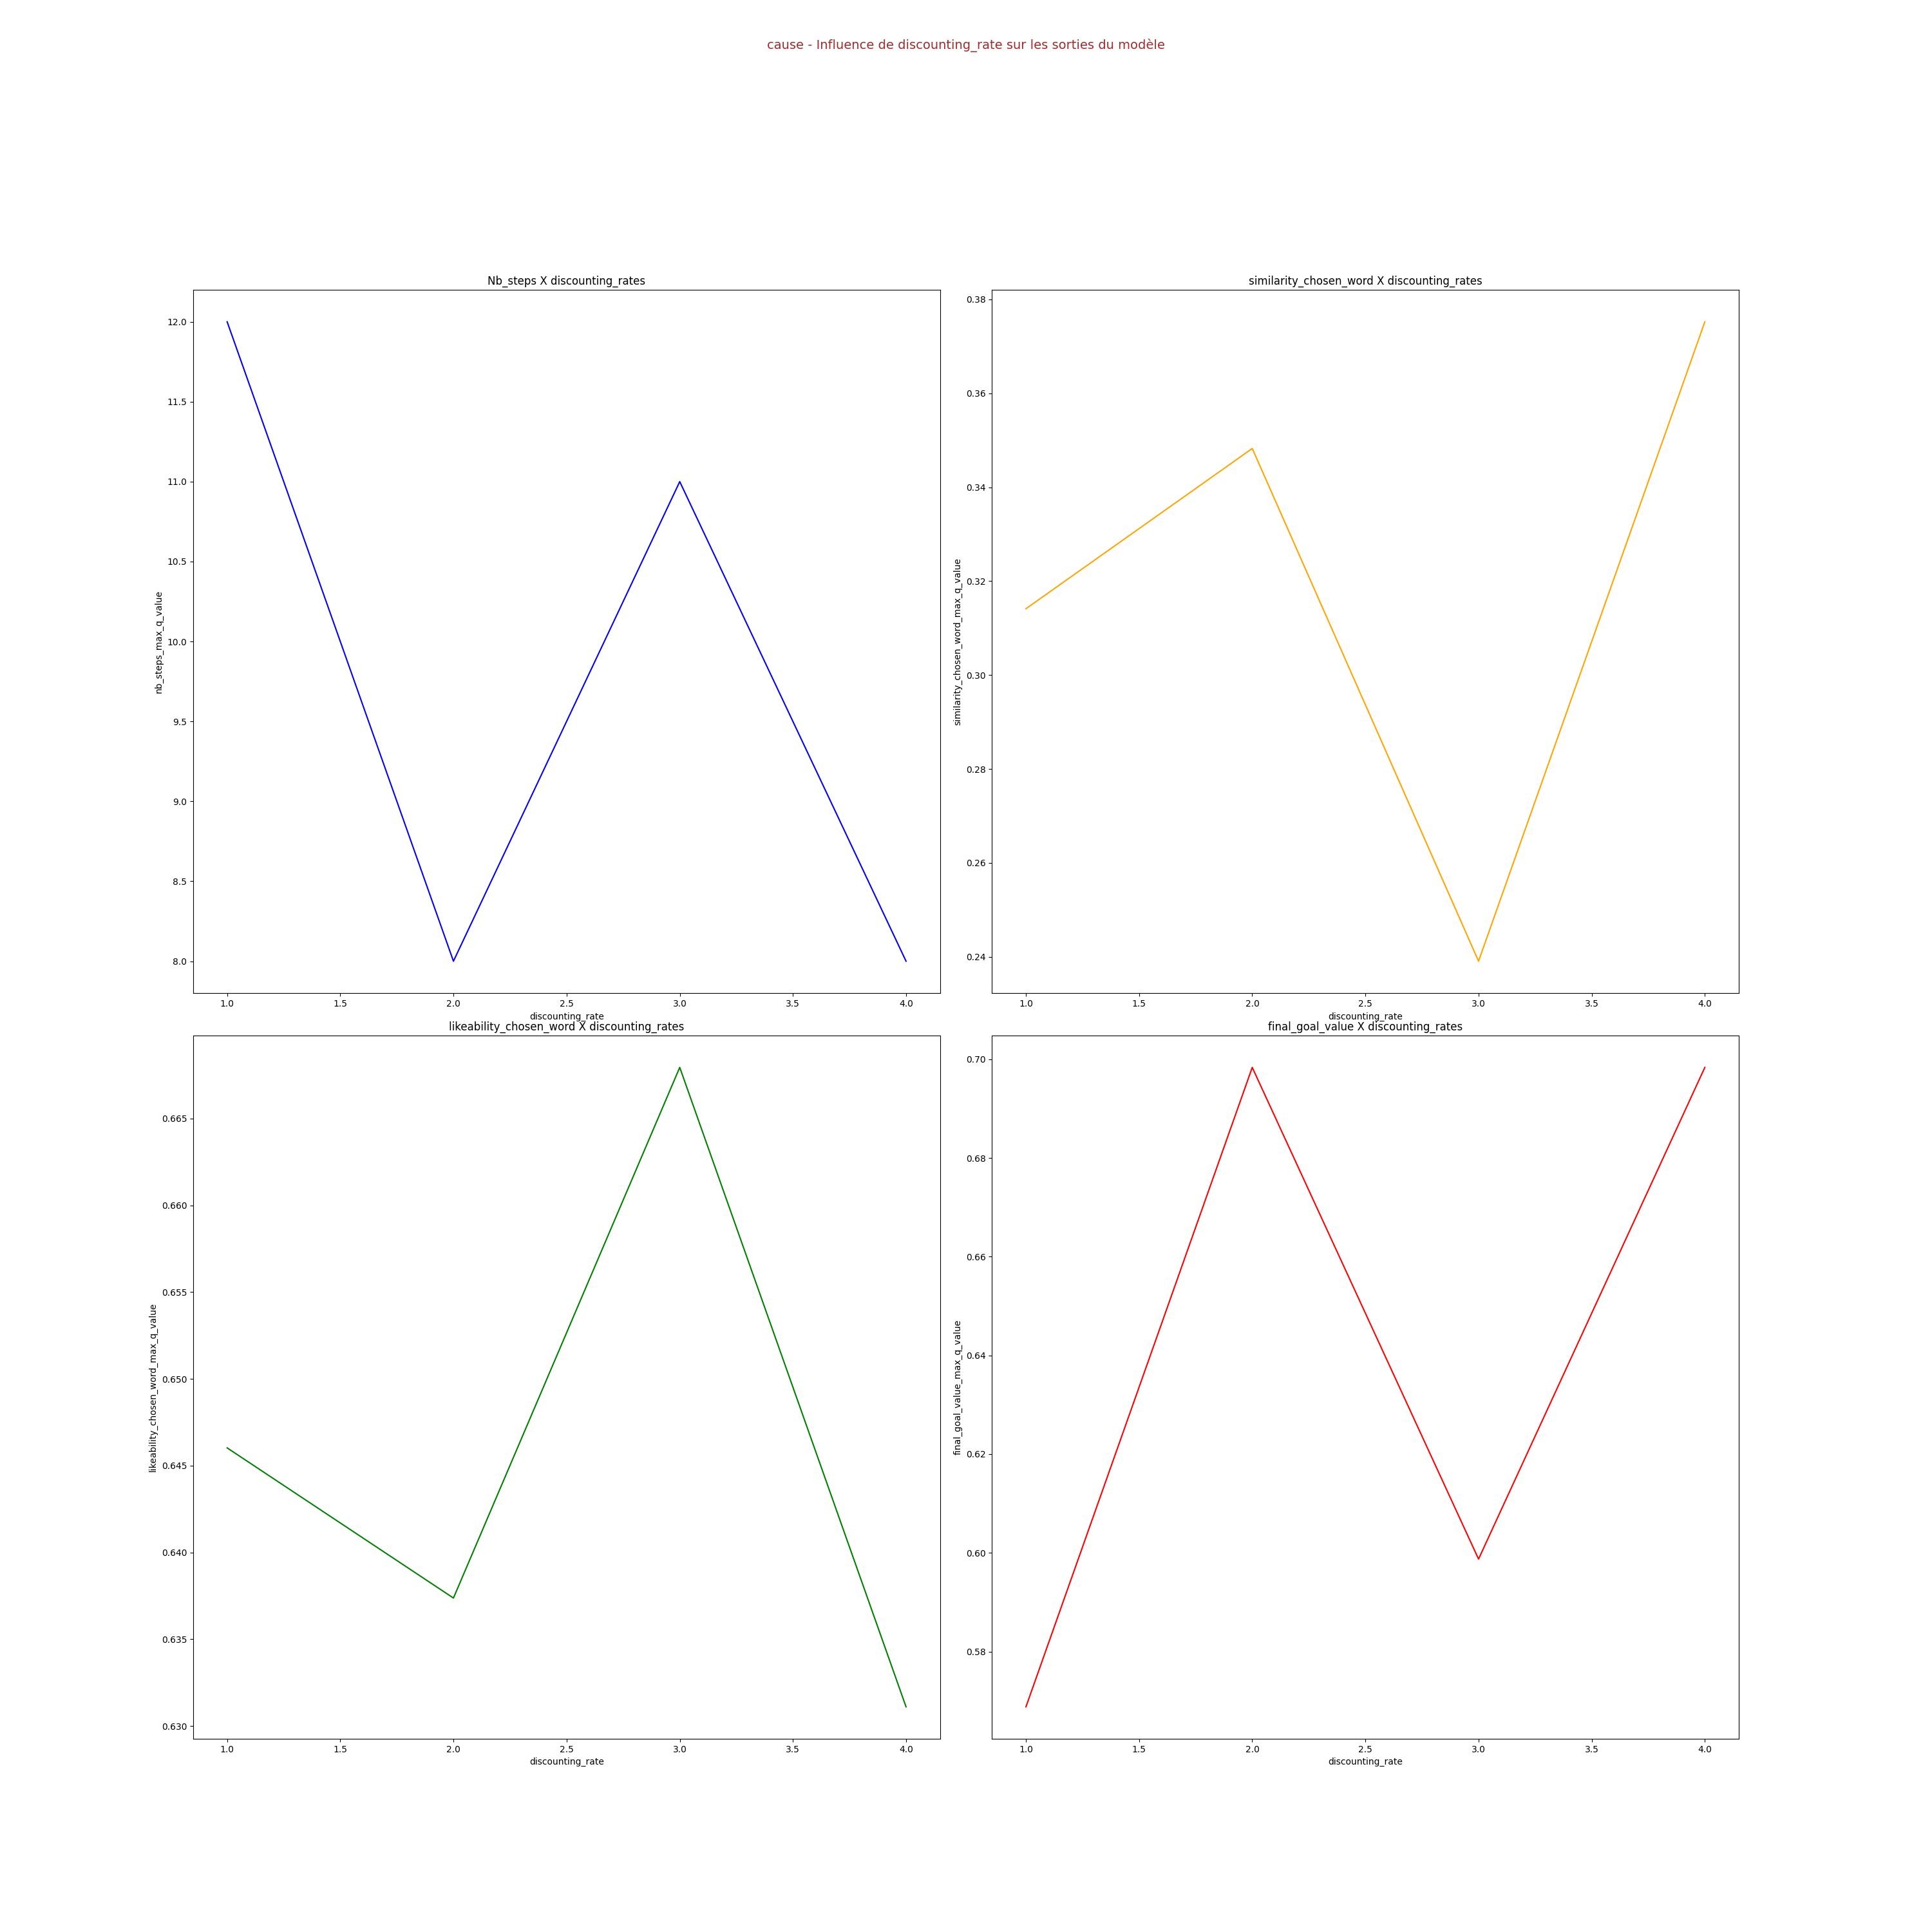 cause - Influence de discounting_rate sur les sorties du modèle
Nb_steps X discounting_rates
12.0
11.5
11.0
10.5
10.0
9.5
9.0
8.5
8.0
nb_steps_max_q_value
1.0 1.5 2.0 2.5 3.0 3.5 4.0
discounting_rate
similarity_chosen_word X discounting_rates
0.38
0.36
0.34
0.32
0.30
0.28
0.26
0.24
similarity_chosen_word_max_q_value
1.0 1.5 2.0 2.5 3.0 3.5 4.0
discounting_rate
likeability_chosen_word X discounting_rates
0.665
0.660
0.655
0.650
0.645
0.640
0.635
0.630
likeability_chosen_word_max_q_value
1.0 1.5 2.0 2.5 3.0 3.5 4.0
discounting_rate
final_goal_value X discounting_rates
0.70
0.68
0.66
0.64
0.62
0.60
0.58
final_goal_value_max_q_value
1.0 1.5 2.0 2.5 3.0 3.5 4.0
discounting_rate